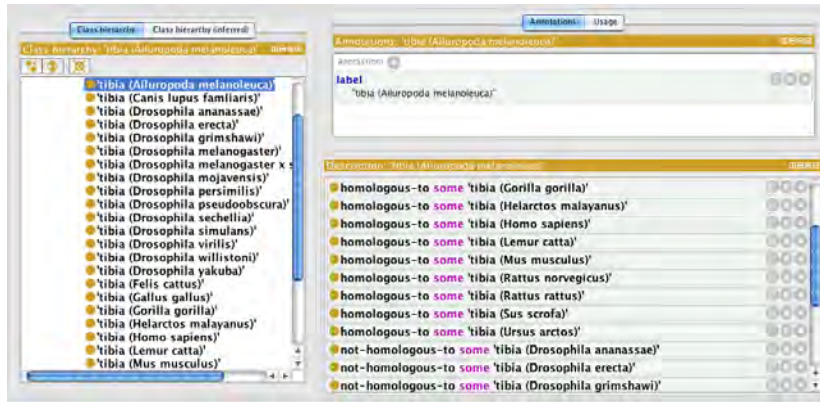 Class hierarchy
Class hierarchy (inferred)
Class hierarchy: 'tibia (Ailuropoda melanoleuca)'
'tibia (Ailuropoda melanoleuca)'
'tibia (Canis lupus familiaris)'
'tibia (Drosophila ananassae)'
'tibia (Drosophila erecta)'
'tibia (Drosophila grimshawi)'
'tibia (Drosophila melanogaster)'
'tibia (Drosophila melanogaster x s
'tibia (Drosophila mojavensis)'
'tibia (Drosophila persimilis)'
'tibia (Drosophila pseudoobscura)'
'tibia (Drosophila sechellia)'
'tibia (Drosophila simulans)'
'tibia (Drosophila virilis)'
'tibia (Drosophila willistoni)'
'tibia (Drosophila yakuba)'
'tibia (Felis cattus)'
'tibia (Gallus gallus)'
'tibia (Gorilla gorilla)'
'tibia (Helarctos malayanus)'
'tibia (Homo sapiens)'
'tibia (Lemur catta)'
'tibia (Mus musculus)'
Annotations
Usage
Annotations: 'tibia (Ailuropoda melanoleuca)'
Annotations
label
"tibia (Ailuropoda melanoleuca)"
Description: 'tibia (Ailuropoda melanoleuca)'
homologous-to some 'tibia (Gorilla gorilla)'
homologous-to some 'tibia (Helarctos malayanus)'
homologous-to some 'tibia (Homo sapiens)'
homologous-to some 'tibia (Lemur catta)'
homologous-to some 'tibia (Mus musculus)'
homologous-to some 'tibia (Rattus norvegicus)'
homologous-to some 'tibia (Rattus rattus)'
homologous-to some 'tibia (Sus scrofa)'
homologous-to some 'tibia (Ursus arctos)'
not-homologous-to some 'tibia (Drosophila ananassae)'
not-homologous-to some 'tibia (Drosophila erecta)'
not-homologous-to some 'tibia (Drosophila grimshawi)'